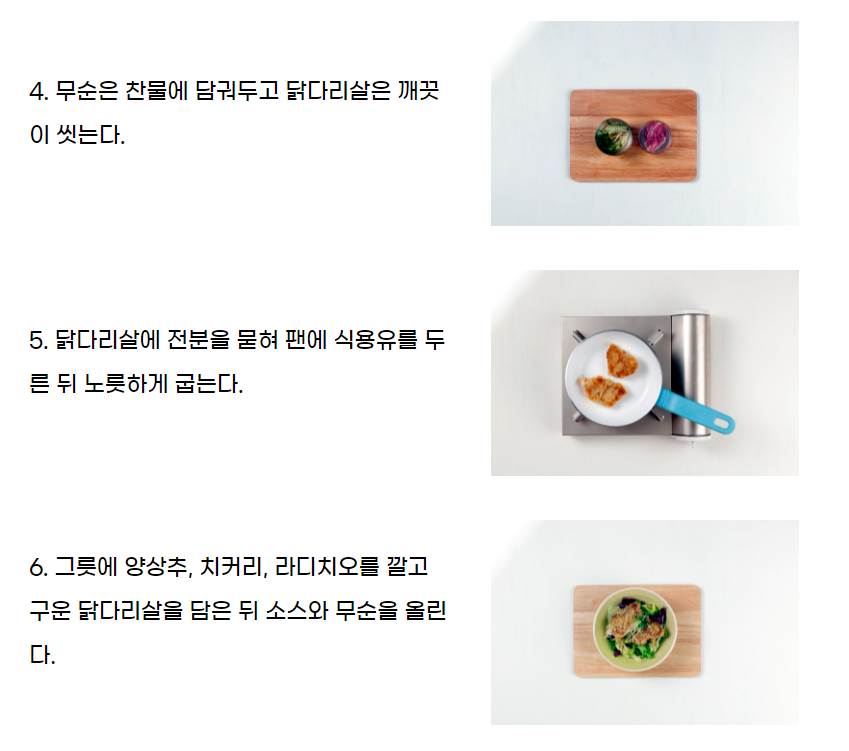 4. 무순은 찬물에 담궈두고 닭다리살은 깨끗
이 씻는다.
5. 닭다리살에 전분을 묻혀 팬에 식용유를 두
른 뒤 노릇하게 굽는다.
6. 그릇에 양상추, 치커리, 라디치오를 깔고
구운 닭다리살을 담은 뒤 소스와 무순을 올린
다.